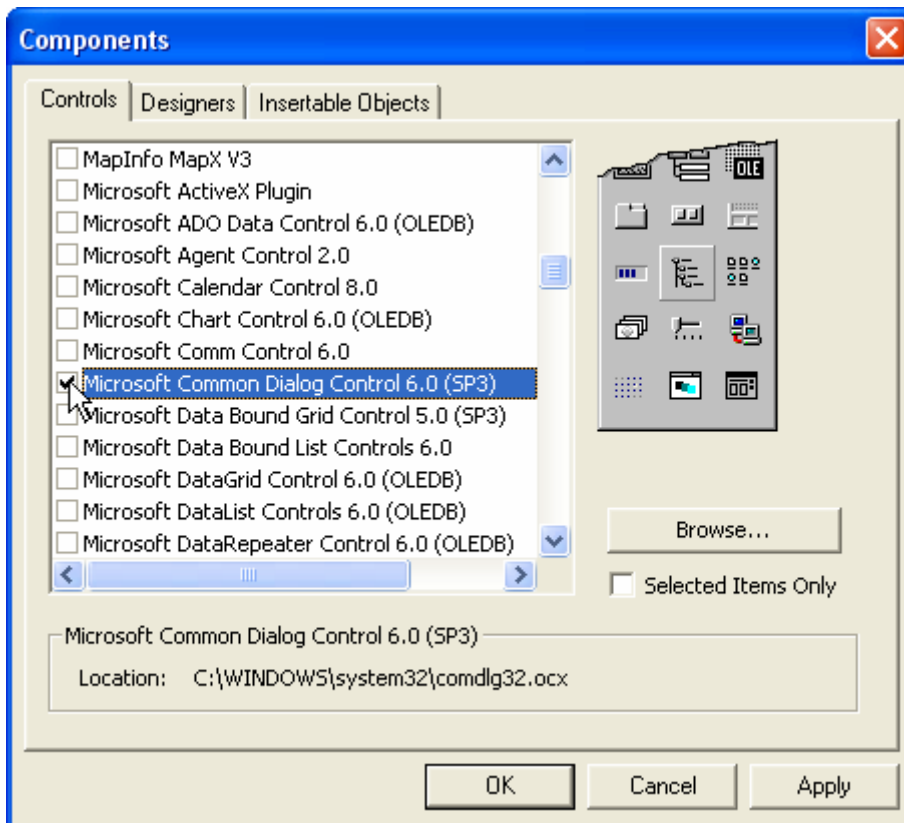 Components
Controls
Designers
Insertable Objects
MapInfo MapX V3
Microsoft ActiveX Plugin
Microsoft ADO Data Control 6.0 (OLEDB)
Microsoft Agent Control 2.0
Microsoft Calendar Control 8.0
Microsoft Chart Control 6.0 (OLEDB)
Microsoft Comm Control 6.0
Microsoft Common Dialog Control 6.0 (SP3)
Microsoft Data Bound Grid Control 5.0 (SP3)
Microsoft Data Bound List Controls 6.0
Microsoft DataGrid Control 6.0 (OLEDB)
Microsoft DataList Controls 6.0 (OLEDB)
Microsoft DataRepeater Control 6.0 (OLEDB)
OLE
Browse...
Selected Items Only
Microsoft Common Dialog Control 6.0 (SP3)
Location: C:\WINDOWS\system32\comdlg32.ocx
OK
Cancel
Apply